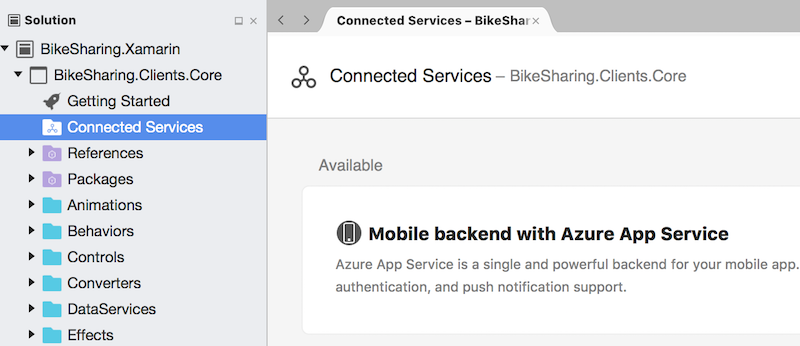 Solution
BikeSharing.Xamarin
BikeSharing.Clients.Core
Getting Started
Connected Services
References
Packages
Animations
Behaviors
Controls
Converters
DataServices
Effects
Connected Services – BikeShar
Connected Services – BikeSharing.Clients.Core
Available
Mobile backend with Azure App Service
Azure App Service is a single and powerful backend for your mobile app.
authentication, and push notification support.